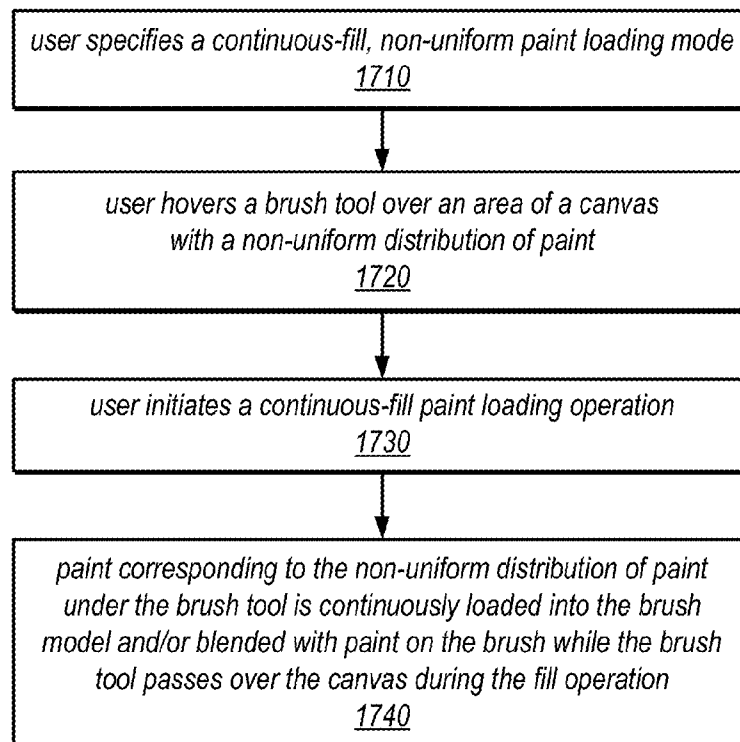 user specifies a continuous-fill, non-uniform paint loading mode
1710
user hovers a brush tool over an area of a canvas
with a non-uniform distribution of paint
1720
user initiates a continuous-fill paint loading operation
1730
paint corresponding to the non-uniform distribution of paint
under the brush tool is continuously loaded into the brush
model and/or blended with paint on the brush while the brush
tool passes over the canvas during the fill operation
1740